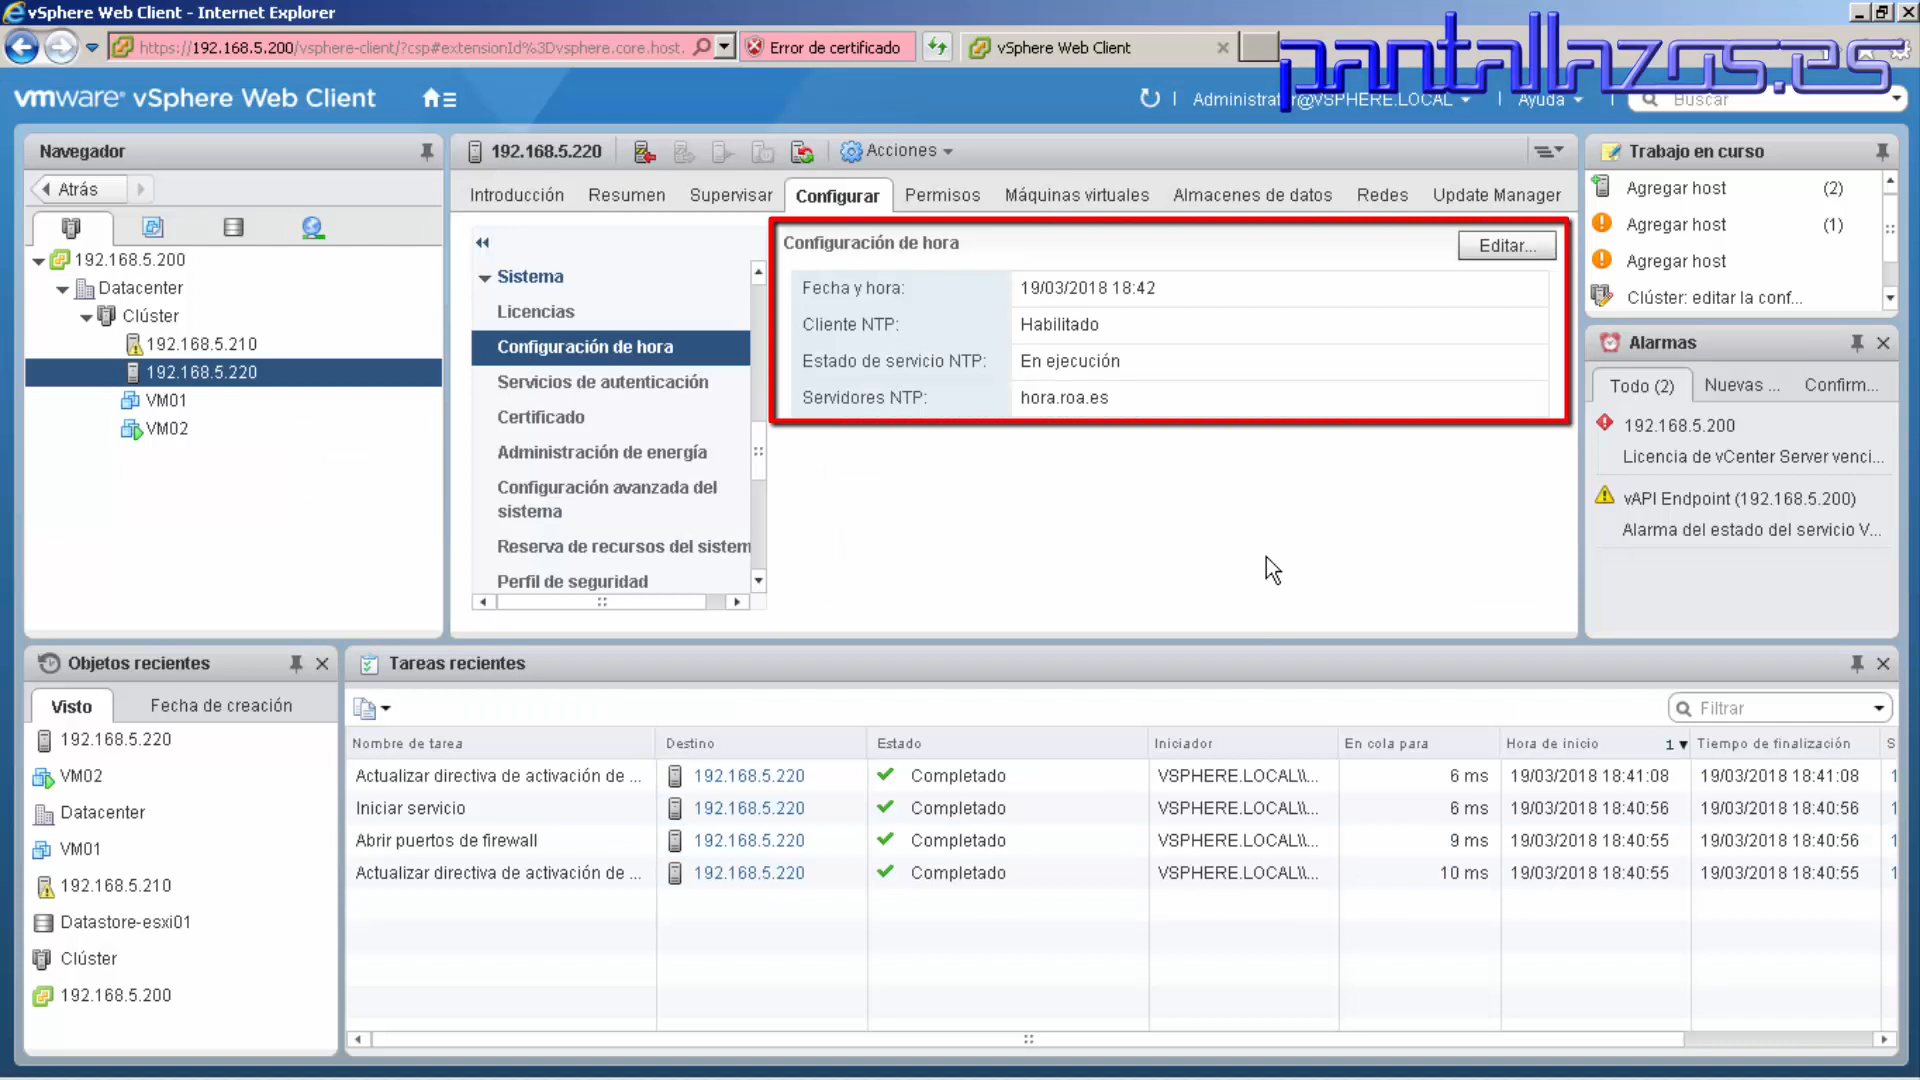 vSphere Web Client - Internet Explorer
https://192.168.5.200/vsphere-client/?csp#extensionId%3Dvsphere.core.host.
Error de certificado
vSphere Web Client
pantallazos.es
vmware® vSphere Web Client
Administrator@VSPHERE.LOCAL
Ayuda
Buscar
Navegador
Atrás
192.168.5.200
Datacenter
Clúster
192.168.5.210
192.168.5.220
VM01
VM02
192.168.5.220
Acciones
Introducción
Resumen
Supervisar
Configurar
Permisos
Máquinas virtuales
Almacenes de datos
Redes
Update Manager
Sistema
Licencias
Configuración de hora
Servicios de autenticación
Certificado
Administración de energía
Configuración avanzada del
sistema
Reserva de recursos del sistem
Perfil de seguridad
Configuración de hora
Editar...
Fecha y hora: 19/03/2018 18:42
Cliente NTP: Habilitado
Estado de servicio NTP: En ejecución
Servidores NTP: hora.roa.es
Trabajo en curso
Agregar host (2)
Agregar host (1)
Agregar host
Clúster: editar la conf...
Alarmas
Todo (2)
Nuevas ...
Confirm...
192.168.5.200
Licencia de vCenter Server venci...
vAPI Endpoint (192.168.5.200)
Alarma del estado del servicio V...
Objetos recientes
Visto
Fecha de creación
192.168.5.220
VM02
Datacenter
VM01
192.168.5.210
Datastore-esxi01
Clúster
192.168.5.200
Tareas recientes
Filtrar
Nombre de tarea Destino Estado Iniciador En cola para Hora de inicio 1 Tiempo de finalización S
Actualizar directiva de activación de ... 192.168.5.220 Completado VSPHERE.LOCAL\\... 6 ms 19/03/2018 18:41:08 19/03/2018 18:41:08 1
Iniciar servicio 192.168.5.220 Completado VSPHERE.LOCAL\\... 6 ms 19/03/2018 18:40:56 19/03/2018 18:40:56 1
Abrir puertos de firewall 192.168.5.220 Completado VSPHERE.LOCAL\\... 9 ms 19/03/2018 18:40:55 19/03/2018 18:40:56 1
Actualizar directiva de activación de ... 192.168.5.220 Completado VSPHERE.LOCAL\\... 10 ms 19/03/2018 18:40:55 19/03/2018 18:40:55 1